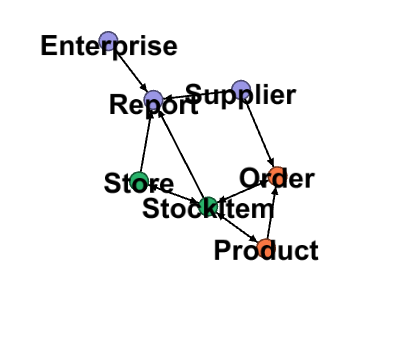 Enterprise
Supplier
Report
Store
Order
StockItem
Product